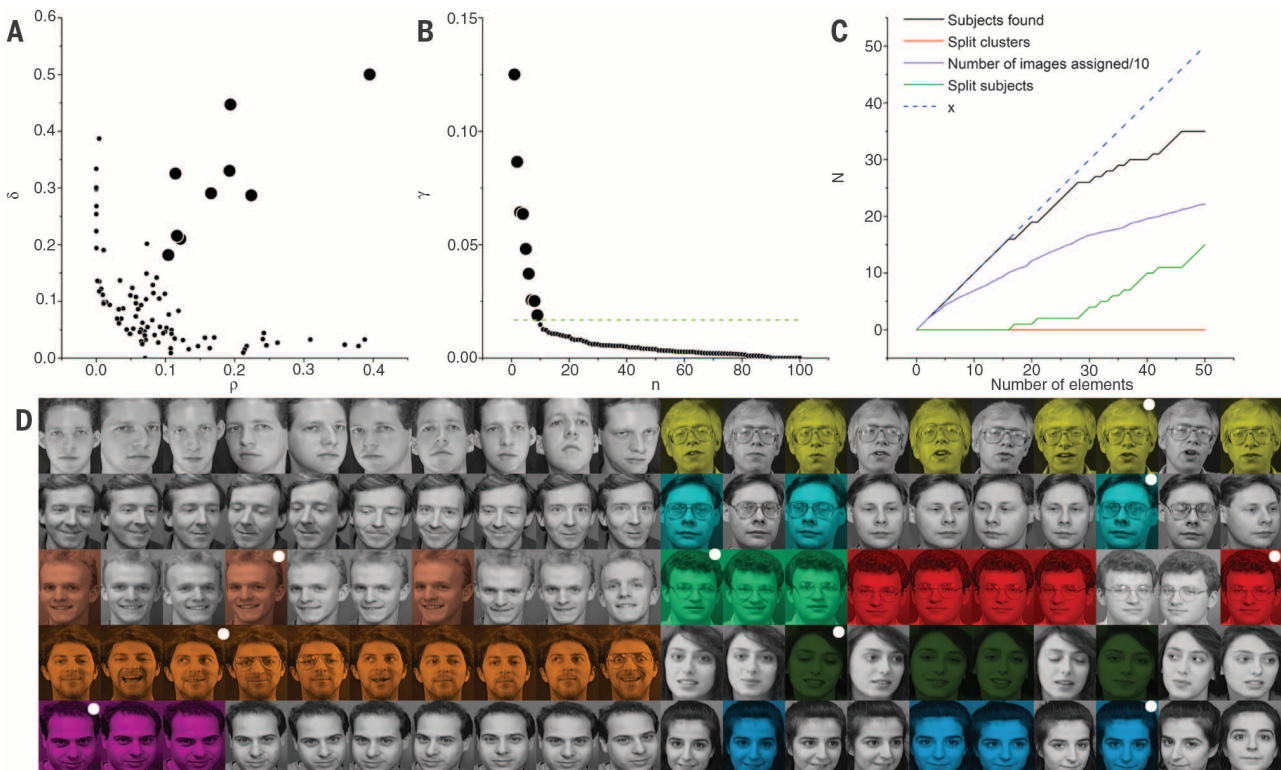 A
0.6
0.5
0.4
0.3
0.2
0.1
0.0
δ
0.0
0.1
0.2
0.3
0.4
ρ
B
0.15
0.10
0.05
0.00
γ
0
20
40
60
80
100
n
C
Subjects found
Split clusters
Number of images assigned/10
Split subjects
x
50
40
30
20
10
0
N
0
10
20
30
40
50
Number of elements
D